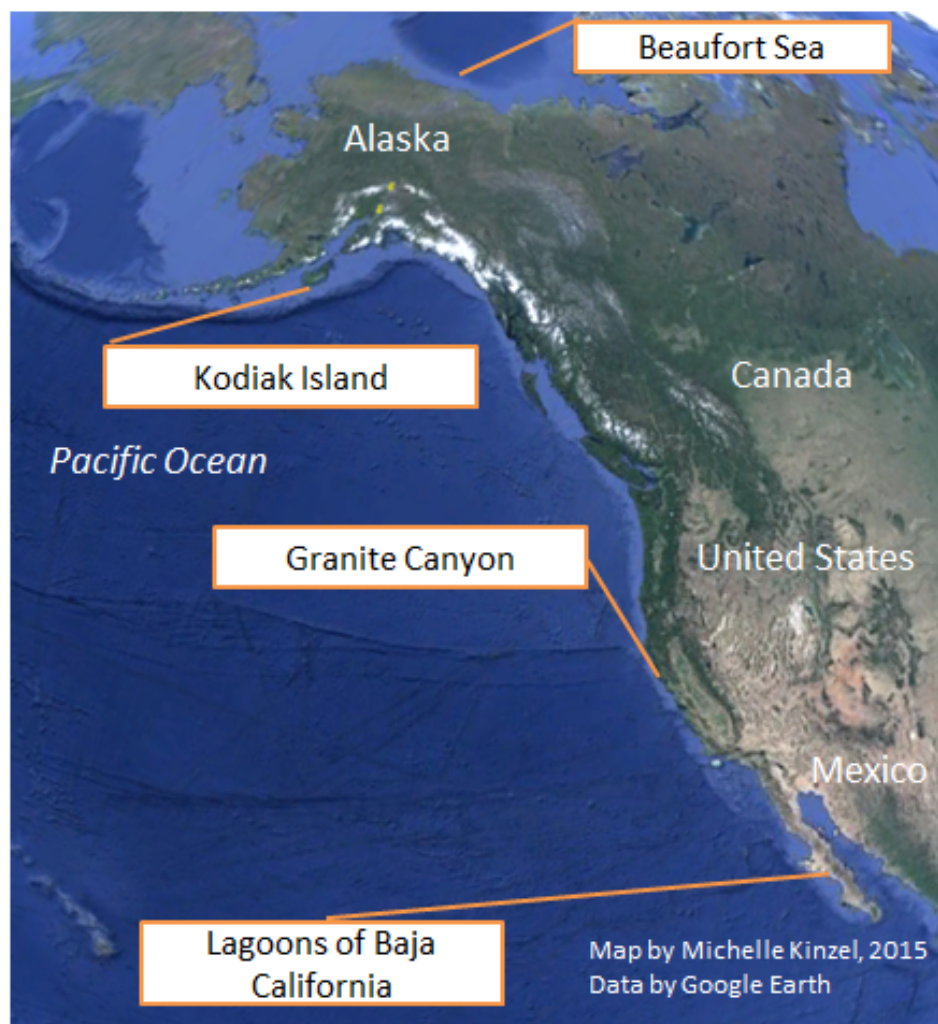 Beaufort Sea
Alaska
Kodiak Island
Canada
Pacific Ocean
Granite Canyon
United States
Mexico
Lagoons of Baja
California
Map by Michelle Kinzel, 2015
Data by Google Earth